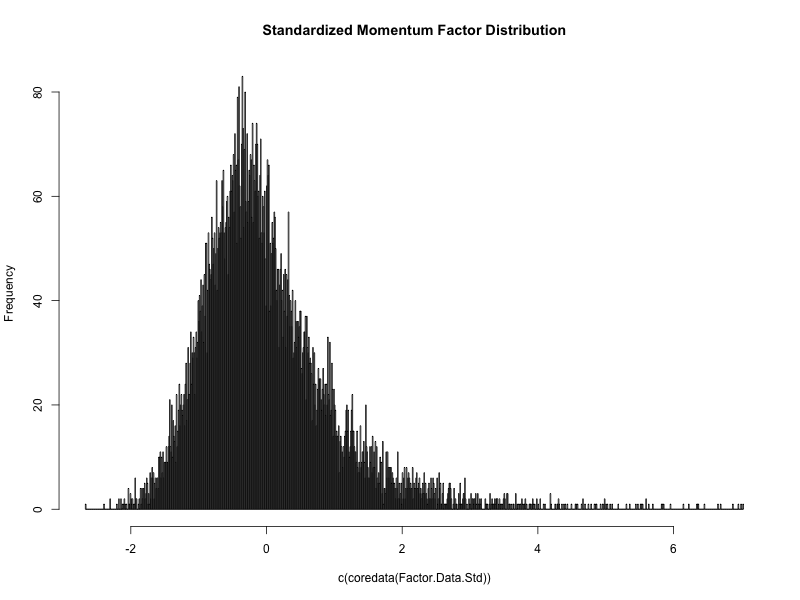 Standardized Momentum Factor Distribution
80
60
40
20
0
Frequency
-2 0 2 4 6
c(coredata(Factor.Data.Std))